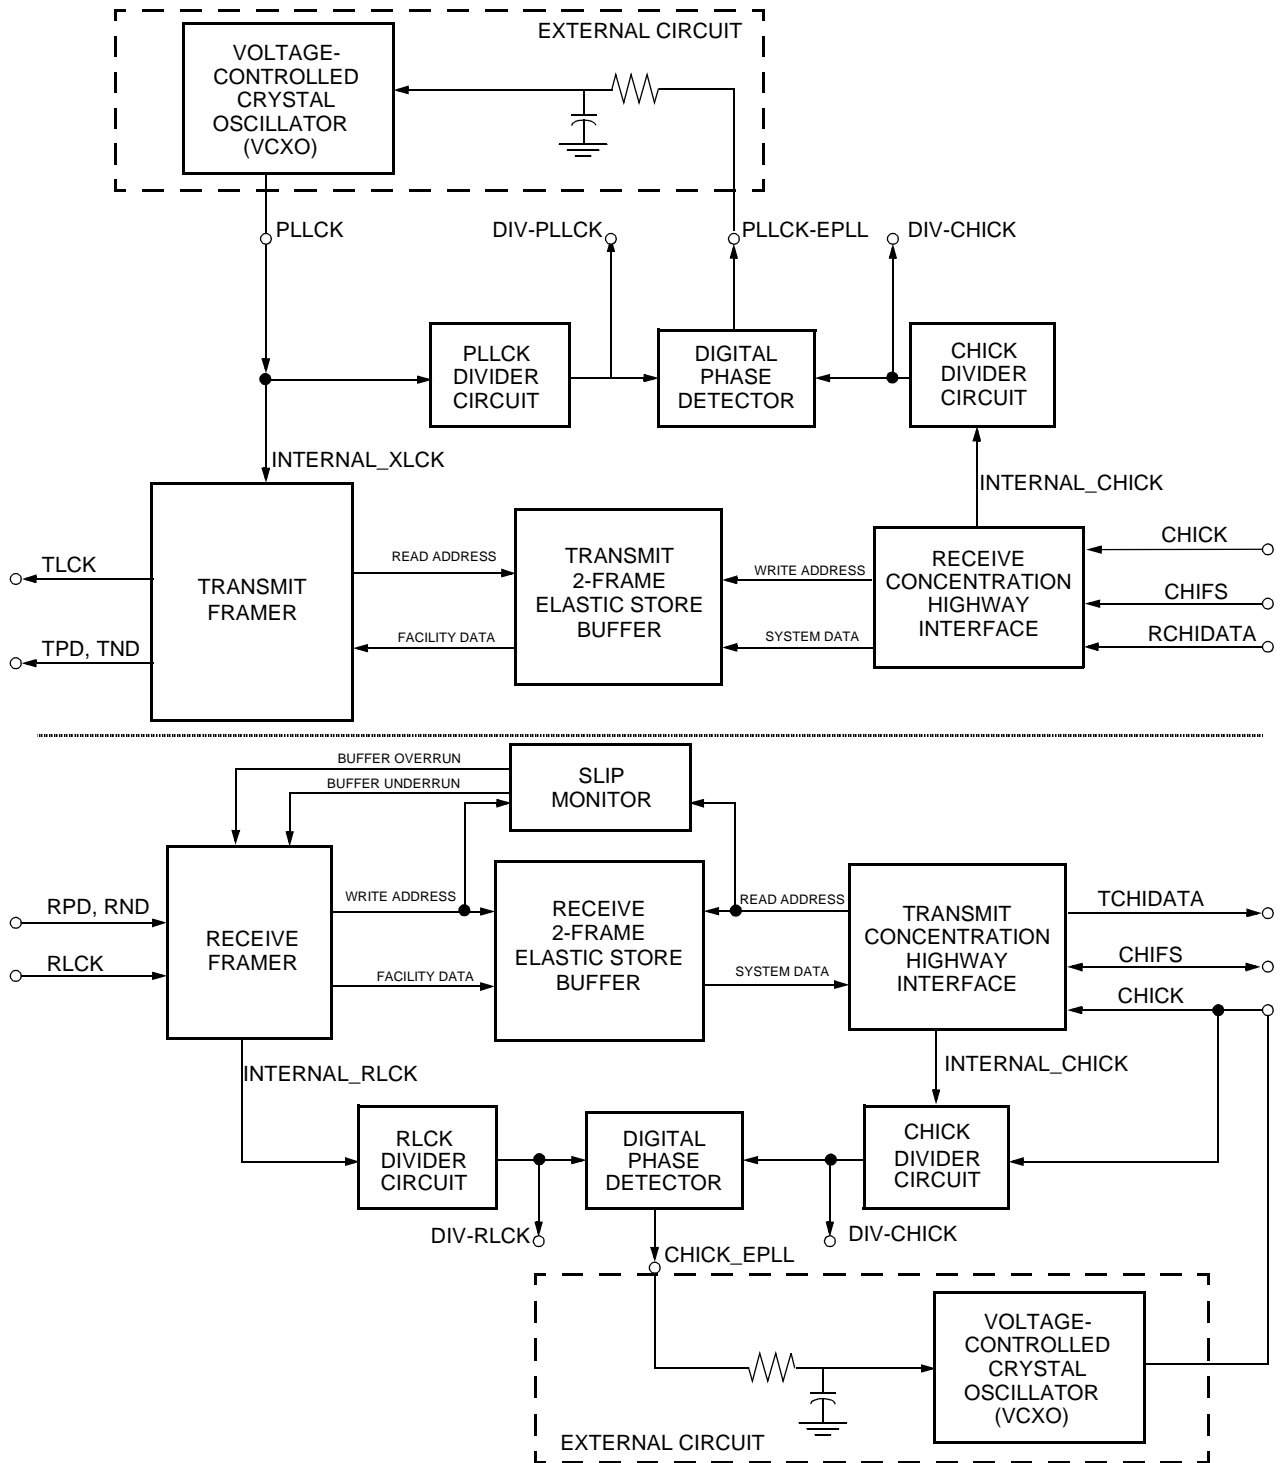 EXTERNAL CIRCUIT
VOLTAGE-
CONTROLLED
CRYSTAL
OSCILLATOR
(VCXO)
PLLCK
DIV-PLLCK
PLLCK-EPLL
DIV-CHICK
PLLCK
DIVIDER
CIRCUIT
DIGITAL
PHASE
DETECTOR
CHICK
DIVIDER
CIRCUIT
INTERNAL_XLCK
INTERNAL_CHICK
TLCK
TPD, TND
TRANSMIT
FRAMER
READ ADDRESS
FACILITY DATA
TRANSMIT
2-FRAME
ELASTIC STORE
BUFFER
WRITE ADDRESS
SYSTEM DATA
RECEIVE
CONCENTRATION
HIGHWAY
INTERFACE
CHICK
CHIFS
RCHIDATA
BUFFER OVERRUN
BUFFER UNDERRUN
SLIP
MONITOR
RPD, RND
RLCK
RECEIVE
FRAMER
WRITE ADDRESS
FACILITY DATA
RECEIVE
2-FRAME
ELASTIC STORE
BUFFER
READ ADDRESS
SYSTEM DATA
TRANSMIT
CONCENTRATION
HIGHWAY
INTERFACE
TCHIDATA
CHIFS
CHICK
INTERNAL_RLCK
INTERNAL_CHICK
RLCK
DIVIDER
CIRCUIT
DIGITAL
PHASE
DETECTOR
CHICK
DIVIDER
CIRCUIT
DIV-RLCK
CHICK_EPLL
DIV-CHICK
VOLTAGE-
CONTROLLED
CRYSTAL
OSCILLATOR
(VCXO)
EXTERNAL CIRCUIT